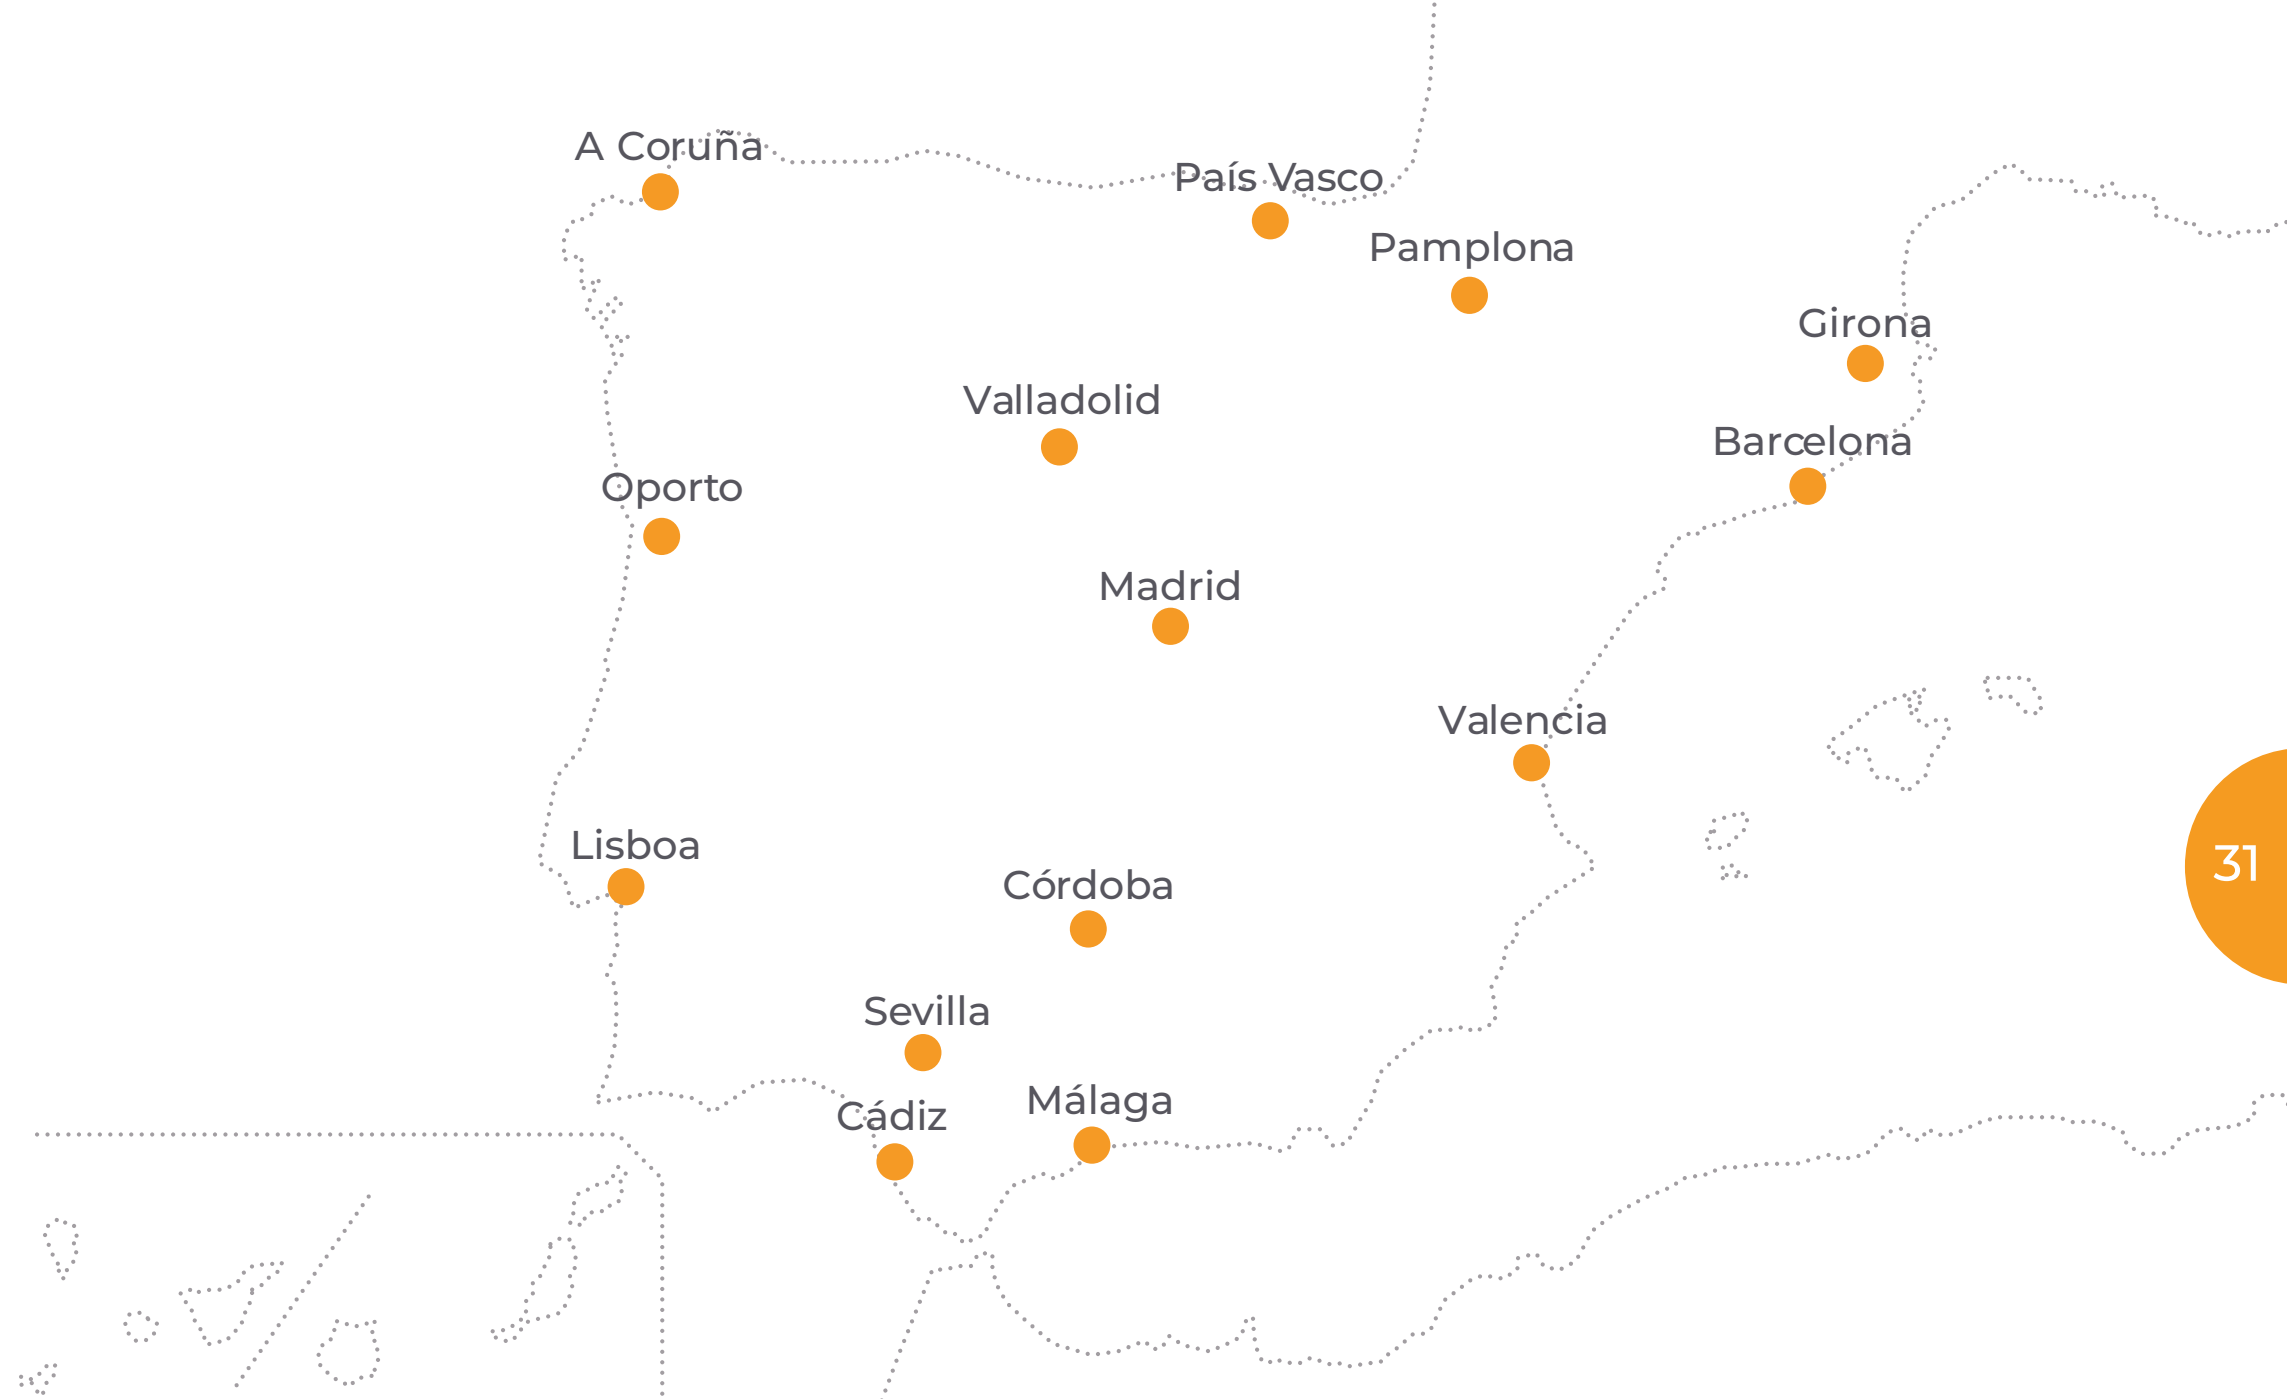 A Coruña
País Vasco
Pamplona
Girona
Valladolid
Barcelona
Oporto
Madrid
Valencia
Lisboa
31
Córdoba
Sevilla
Málaga
Cádiz